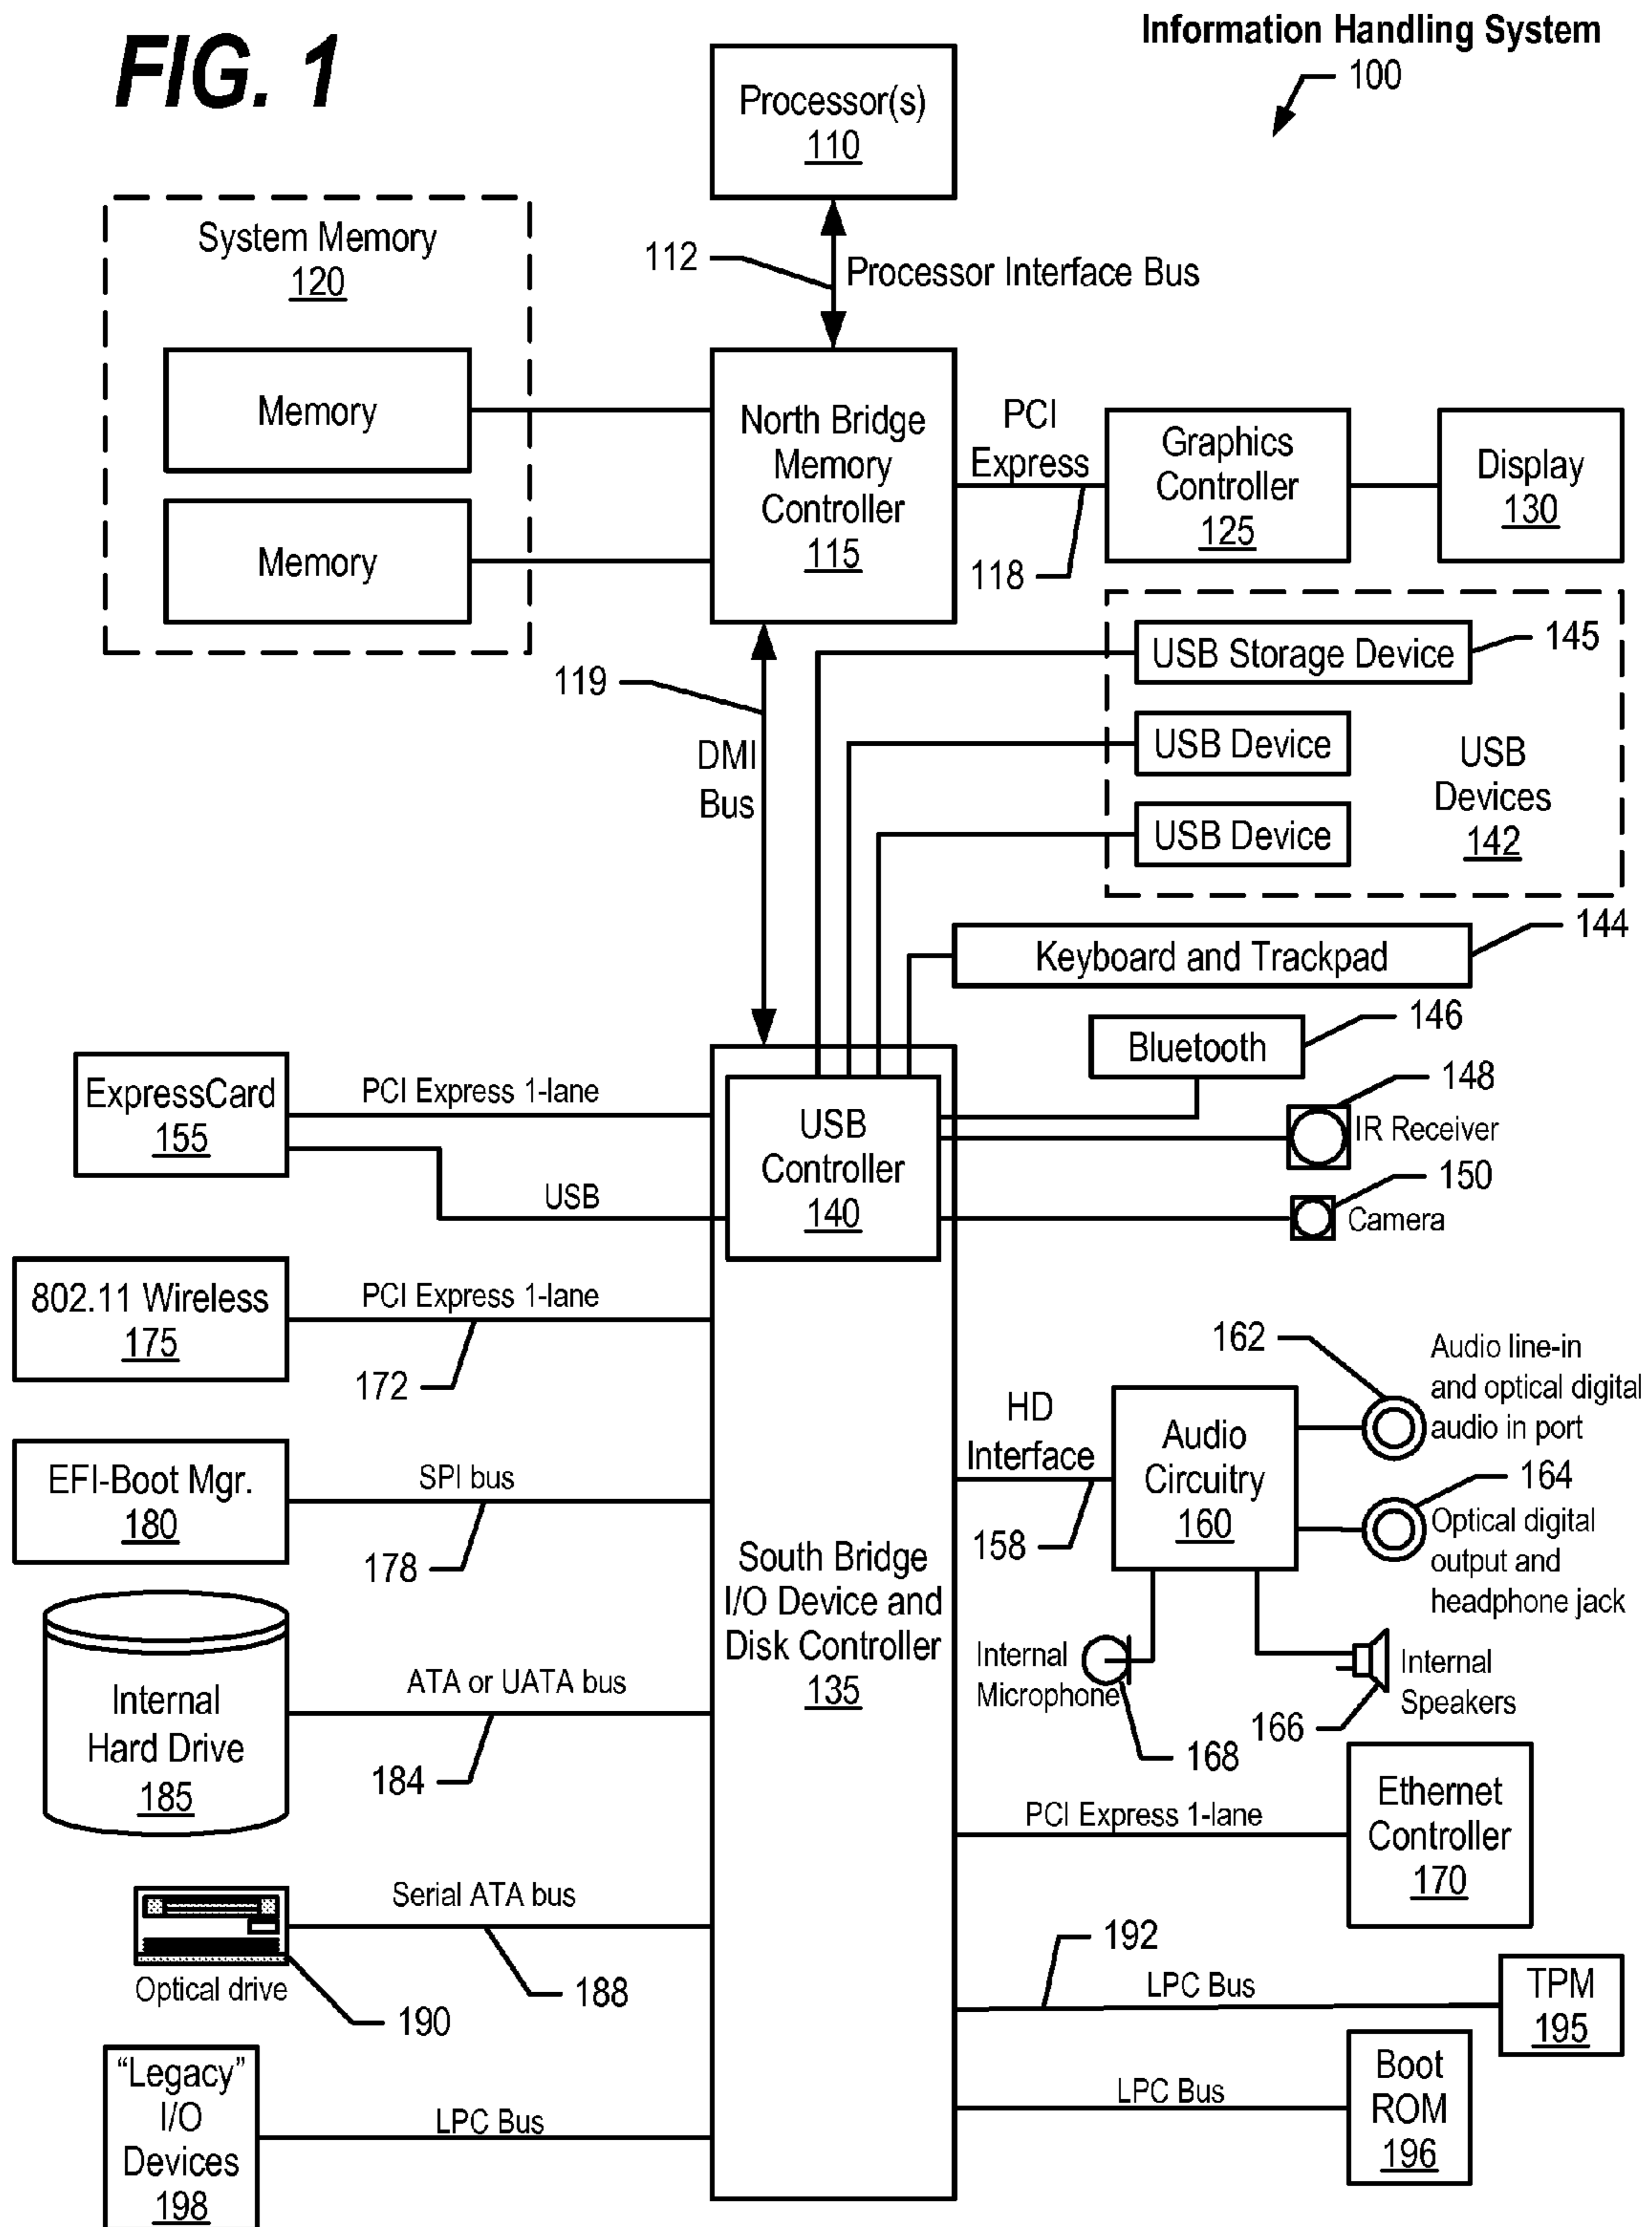 FIG. 1
Information Handling System
100
Processor(s)
110
System Memory
120
112
Processor Interface Bus
Memory
Memory
North Bridge
Memory
Controller
115
PCI
Express
118
Graphics
Controller
125
Display
130
119
DMI
Bus
USB Storage Device
145
USB Device
USB Device
USB
Devices
142
Keyboard and Trackpad
144
Bluetooth
146
148
IR Receiver
150
Camera
USB
Controller
140
ExpressCard
155
PCI Express 1-lane
USB
802.11 Wireless
175
PCI Express 1-lane
172
EFI-Boot Mgr.
180
SPI bus
178
Internal
Hard Drive
185
ATA or UATA bus
184
South Bridge
I/O Device and
Disk Controller
135
HD
Interface
158
Audio
Circuitry
160
162
Audio line-in
and optical digital
audio in port
164
Optical digital
output and
headphone jack
Internal
Microphone
168
Internal
Speakers
166
PCI Express 1-lane
Ethernet
Controller
170
Serial ATA bus
188
Optical drive
190
192
LPC Bus
TPM
195
LPC Bus
Boot
ROM
196
“Legacy”
I/O
Devices
198
LPC Bus